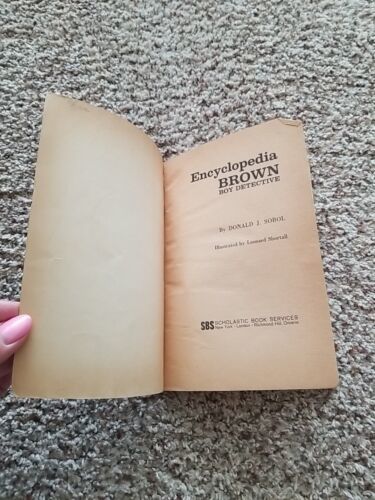 Encyclopedia
BROWN
BOY DETECTIVE
By DONALD J. SOBOL
Illustrated by Leonard Shortall
SBS SCHOLASTIC BOOK SERVICES
New York • London • Richmond Hill, Ontario